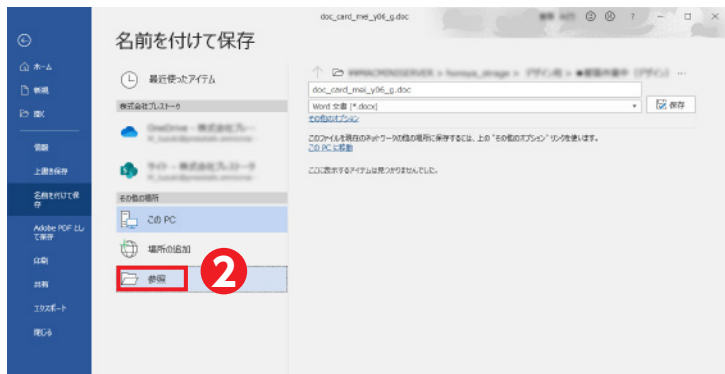 doc_card_mei_y06_g.doc
?
名前を付けて保存
ホーム
新規
開く
情報
上書き保存
名前を付けて保
存
Adobe PDF とし
て保存
印刷
共有
エクスポート
閉じる
最近使ったアイテム
株式会社プレストーク
その他の場所
この PC
場所の追加
参照
2
doc_card_mei_y06_g.doc
Word 文書 (*.docx)
保存
その他のオプション
このファイルを現在のネットワークの他の場所に保存するには、上の "その他のオプション" リンクを使います。
この PC に移動
ここに表示するアイテムは見つかりませんでした。